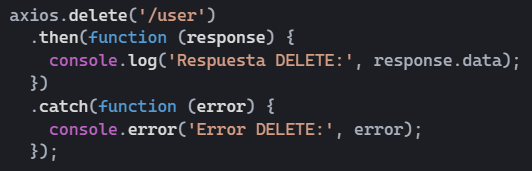 axios.delete('/user')
  .then(function (response) {
    console.log('Respuesta DELETE:', response.data);
  })
  .catch(function (error) {
    console.error('Error DELETE:', error);
  });